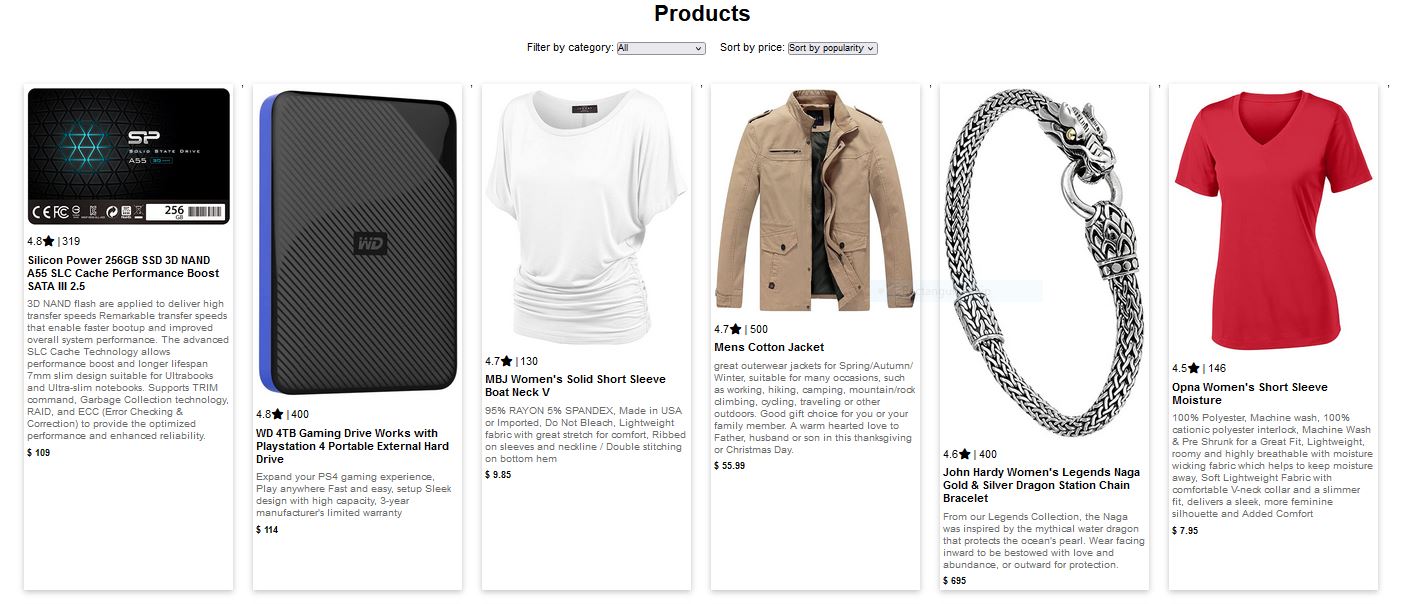 Products
Filter by category: All Sort by price: Sort by popularity
SP
SOLID STATE DRIVE
A55
256
GB
4.8 | 319
Silicon Power 256GB SSD 3D NAND
A55 SLC Cache Performance Boost
SATA III 2.5
3D NAND flash are applied to deliver high
transfer speeds Remarkable transfer speeds
that enable faster bootup and improved
overall system performance. The advanced
SLC Cache Technology allows
performance boost and longer lifespan
7mm slim design suitable for Ultrabooks
and Ultra-slim notebooks. Supports TRIM
command, Garbage Collection technology,
RAID, and ECC (Error Checking &
Correction) to provide the optimized
performance and enhanced reliability.
$ 109
,
WD
4.8 | 400
WD 4TB Gaming Drive Works with
Playstation 4 Portable External Hard
Drive
Expand your PS4 gaming experience,
Play anywhere Fast and easy, setup Sleek
design with high capacity, 3-year
manufacturer's limited warranty
$ 114
,
4.7 | 130
MBJ Women's Solid Short Sleeve
Boat Neck V
95% RAYON 5% SPANDEX, Made in USA
or Imported, Do Not Bleach, Lightweight
fabric with great stretch for comfort, Ribbed
on sleeves and neckline / Double stitching
on bottom hem
$ 9.85
,
4.7 | 500
Mens Cotton Jacket
great outerwear jackets for Spring/Autumn/
Winter, suitable for many occasions, such
as working, hiking, camping, mountain/rock
climbing, cycling, traveling or other
outdoors. Good gift choice for you or your
family member. A warm hearted love to
Father, husband or son in this thanksgiving
or Christmas Day.
$ 55.99
,
4.6 | 400
John Hardy Women's Legends Naga
Gold & Silver Dragon Station Chain
Bracelet
From our Legends Collection, the Naga
was inspired by the mythical water dragon
that protects the ocean's pearl. Wear facing
inward to be bestowed with love and
abundance, or outward for protection.
$ 695
,
4.5 | 146
Opna Women's Short Sleeve
Moisture
100% Polyester, Machine wash, 100%
cationic polyester interlock, Machine Wash
& Pre Shrunk for a Great Fit, Lightweight,
roomy and highly breathable with moisture
wicking fabric which helps to keep moisture
away, Soft Lightweight Fabric with
comfortable V-neck collar and a slimmer
fit, delivers a sleek, more feminine
silhouette and Added Comfort
$ 7.95
,